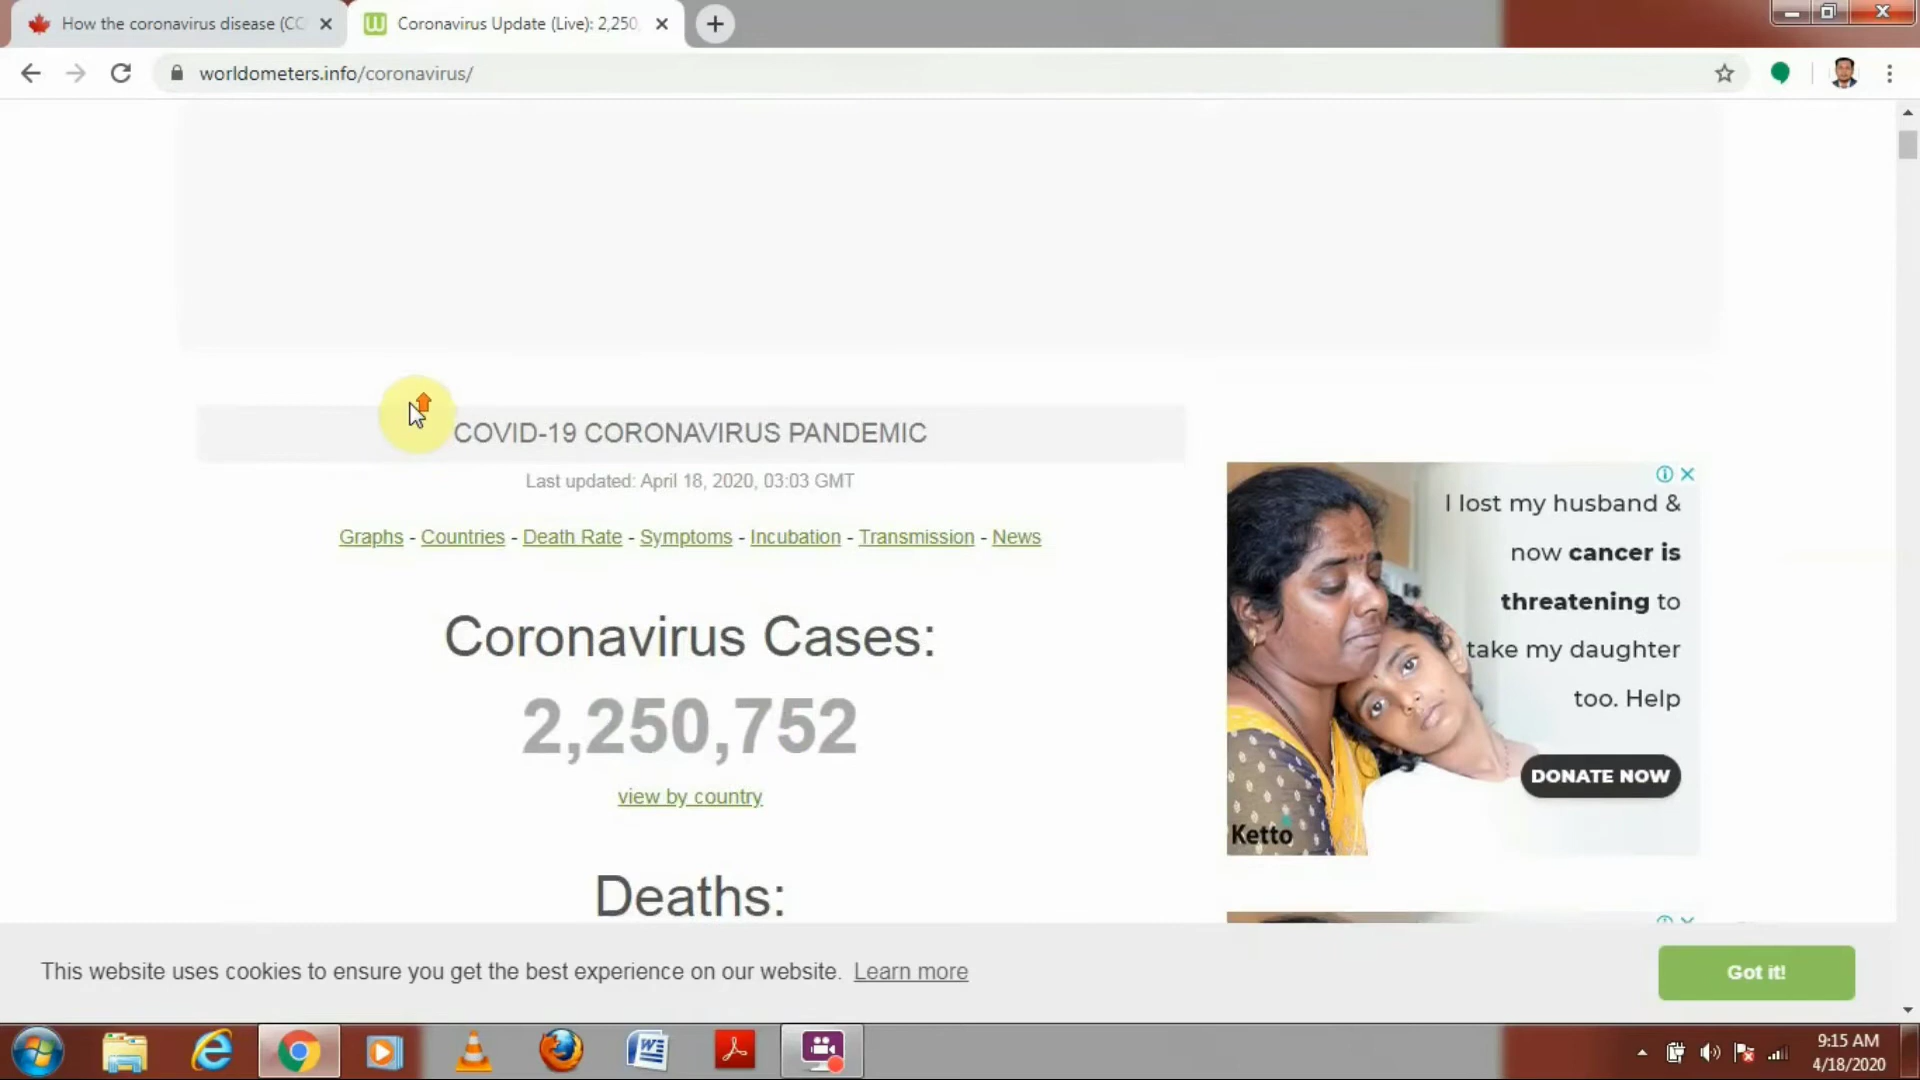 How the coronavirus disease (CC
Coronavirus Update (Live): 2,250
worldometers.info/coronavirus/
COVID-19 CORONAVIRUS PANDEMIC
Last updated: April 18, 2020, 03:03 GMT
Graphs - Countries - Death Rate - Symptoms - Incubation - Transmission - News
Coronavirus Cases:
2,250,752
view by country
Deaths:
I lost my husband &
now cancer is
threatening to
take my daughter
too. Help
DONATE NOW
Ketto
This website uses cookies to ensure you get the best experience on our website. Learn more
Got it!
9:15 AM
4/18/2020